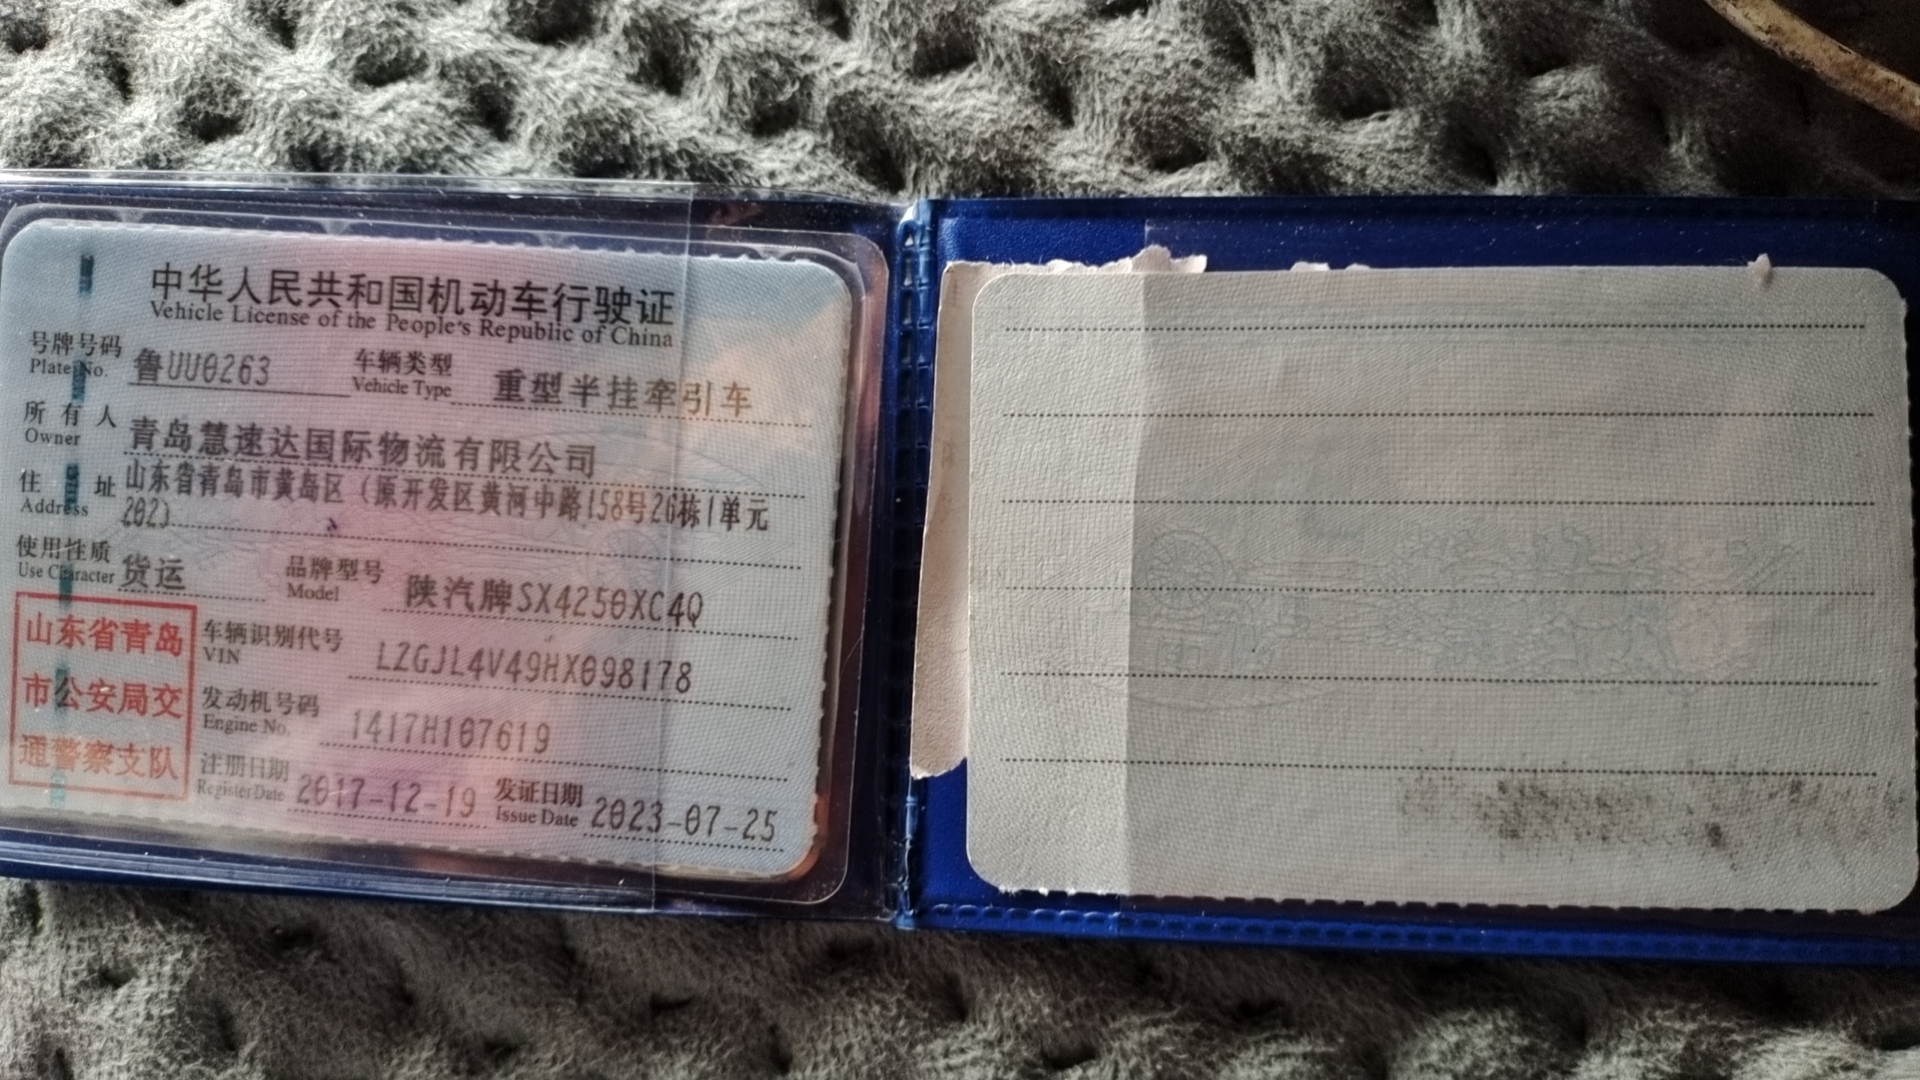 中华人民共和国机动车行驶证
Vehicle License of the People's Republic of China
号牌号码 鲁UU0263 车辆类型 重型半挂牵引车
Plate No. Vehicle Type
所有人 青岛慧速达国际物流有限公司
Owner
住址 山东省青岛市黄岛区（原开发区黄河中路158号26栋1单元
Address 202）
使用性质 货运 品牌型号 陕汽牌SX4250XC4Q
Use Character Model
山东省青岛
市公安局交
通警察支队
车辆识别代号 LZGJL4V49HX098178
VIN
发动机号码 1417H107619
Engine No.
注册日期 2017-12-19 发证日期 2023-07-25
Register Date Issue Date